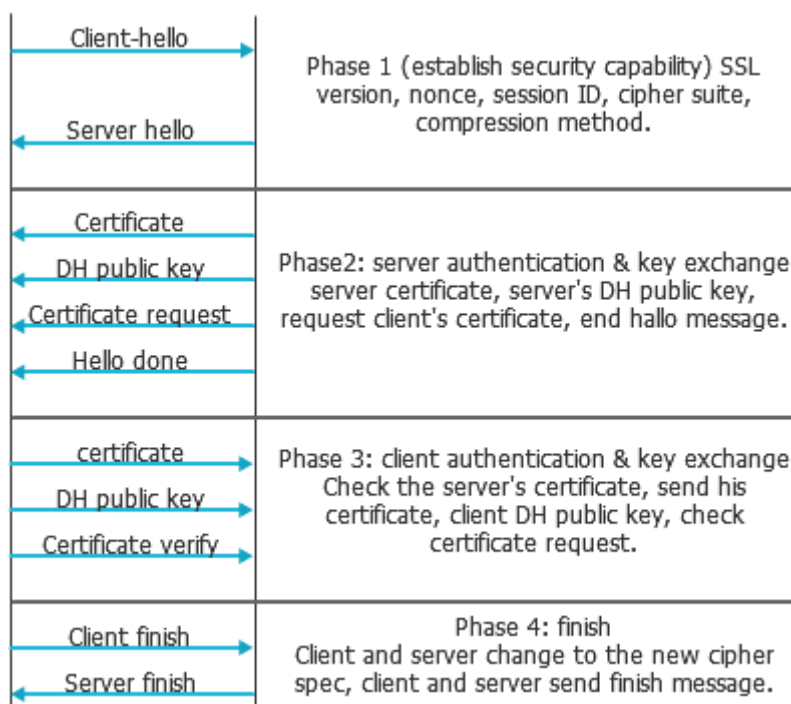 Client-hello
Server hello
Phase 1 (establish security capability) SSL
version, nonce, session ID, cipher suite,
compression method.
Certificate
DH public key
Certificate request
Hello done
Phase2: server authentication & key exchange
server certificate, server's DH public key,
request client's certificate, end hallo message.
certificate
DH public key
Certificate verify
Phase 3: client authentication & key exchange
Check the server's certificate, send his
certificate, client DH public key, check
certificate request.
Client finish
Server finish
Phase 4: finish
Client and server change to the new cipher
spec, client and server send finish message.